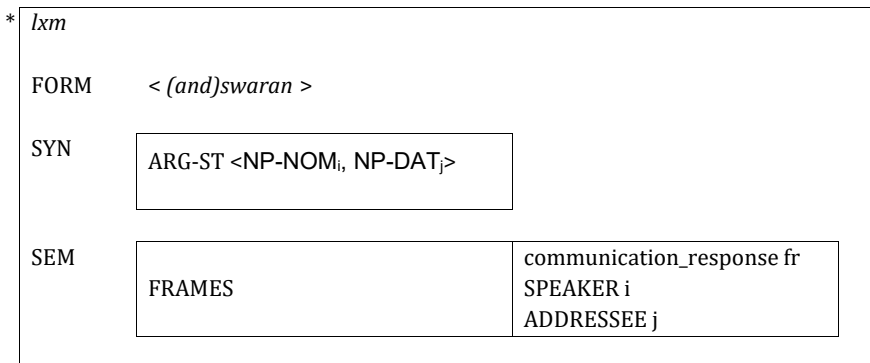 * lxm
FORM < (and)swaran >
SYN ARG-ST <NP-NOMi, NP-DATj>
SEM
FRAMES
communication_response fr
SPEAKER i
ADDRESSEE j